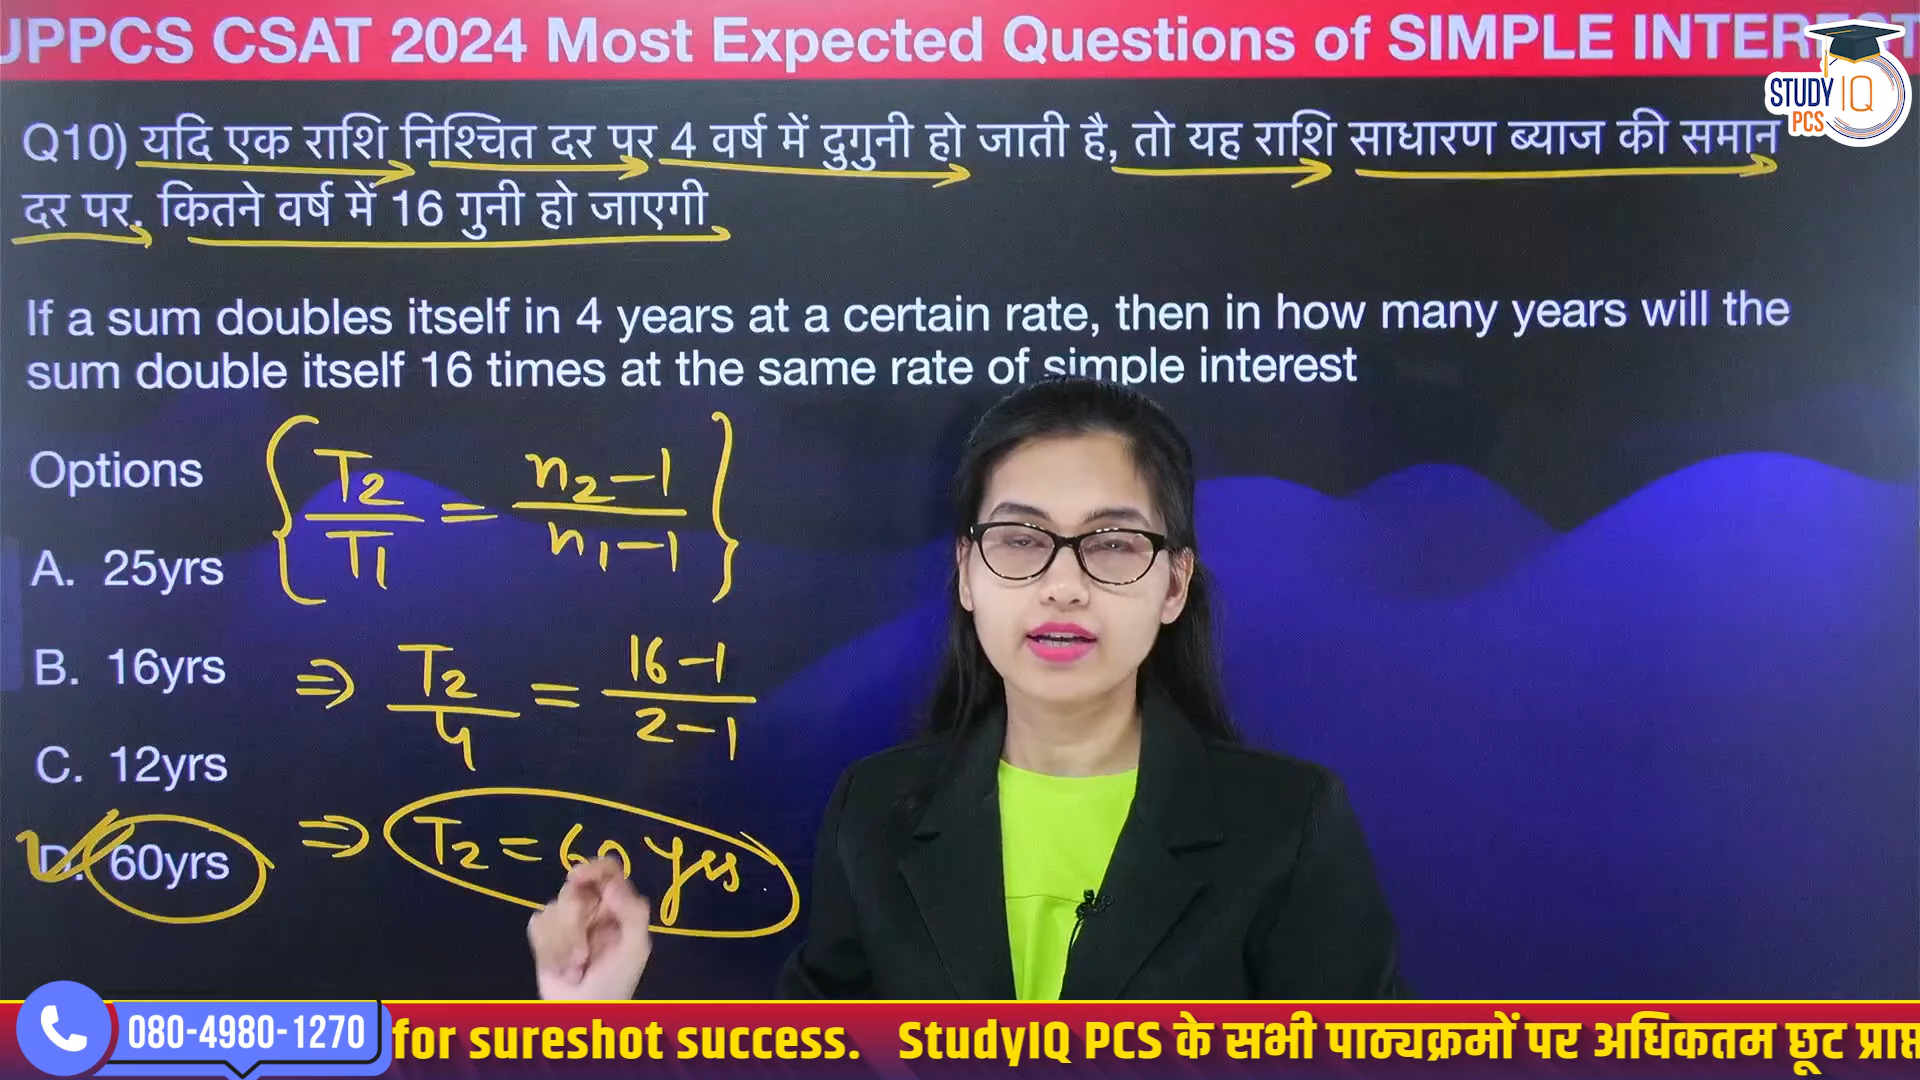 UPPCS CSAT 2024 Most Expected Questions of SIMPLE INTEREST
STUDY IQ
PCS
Q10) यदि एक राशि निश्चित दर पर 4 वर्ष में दुगुनी हो जाती है, तो यह राशि साधारण ब्याज की समान
दर पर, कितने वर्ष में 16 गुनी हो जाएगी
If a sum doubles itself in 4 years at a certain rate, then in how many years will the
sum double itself 16 times at the same rate of simple interest
Options
A. 25yrs
B. 16yrs
C. 12yrs
D. 60yrs
{T2/T1 = n2-1/n1-1}
⇒ T2/4 = 16-1/2-1
⇒ T2 = 60 yrs
080-4980-1270
for sureshot success. StudyIQ PCS के सभी पाठ्यक्रमों पर अधिकतम छूट